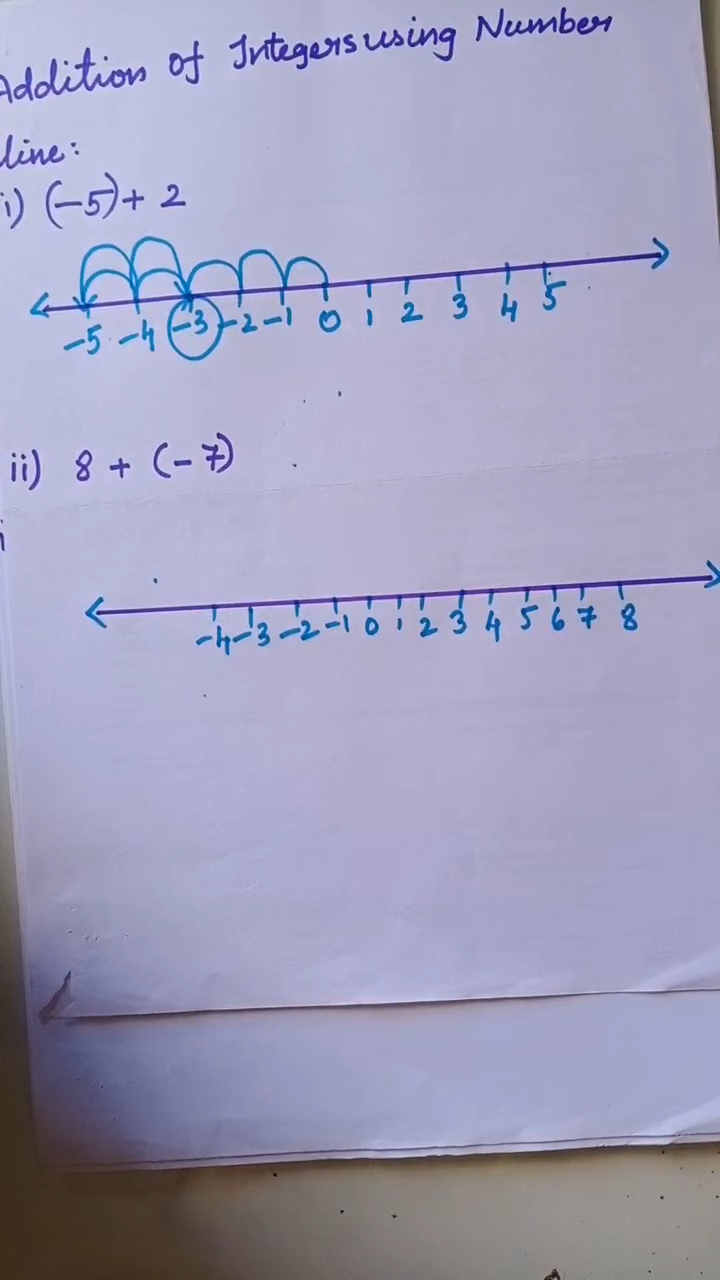 Addition of Integers using Number
line:
i) (-5) + 2
-5 -4 -3 -2 -1 0 1 2 3 4 5
ii) 8 + (-7)
-4 -3 -2 -1 0 1 2 3 4 5 6 7 8